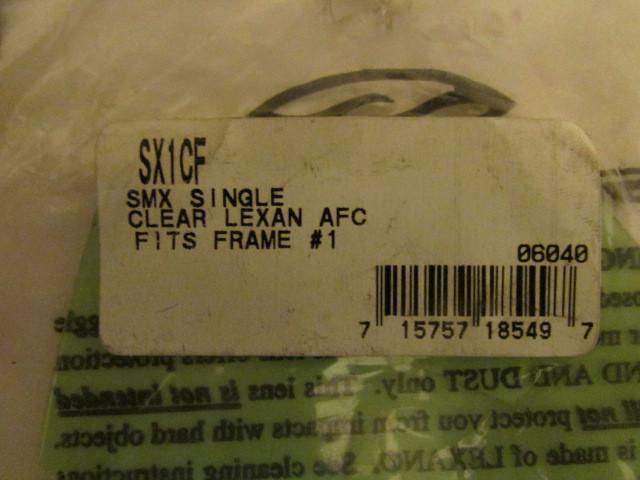 SX1CF
SMX SINGLE
CLEAR LEXAN AFC
FITS FRAME #1
06040
7 15757 18549 7
protection
ND AND DUST only. This lens is not intended
ill not protect you from impacts with hard objects.
is made of LEXAN©. See cleaning instructions